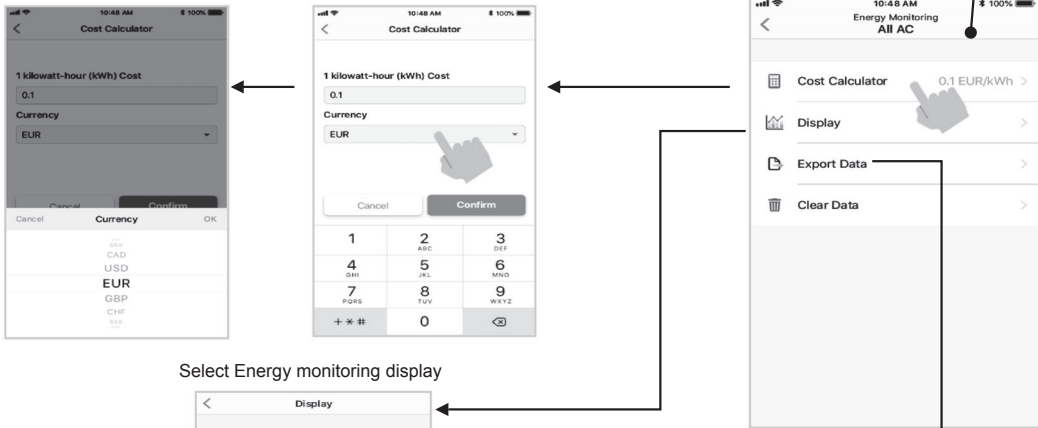 10:48 AM
100%
Cost Calculator
1 kilowatt-hour (kWh) Cost
0.1
Currency
EUR
Cancel
Confirm
Cancel
Currency
OK
CAD
USD
EUR
GBP
CHF
10:48 AM
100%
Cost Calculator
1 kilowatt-hour (kWh) Cost
0.1
Currency
EUR
Cancel
Confirm
1
2
ABC
3
DEF
4
GHI
5
JKL
6
MNO
7
PQRS
8
TUV
9
WXYZ
+*#
0
10:48 AM
100%
Energy Monitoring
All AC
Cost Calculator 0.1 EUR/kWh
Display
Export Data
Clear Data
Select Energy monitoring display
Display